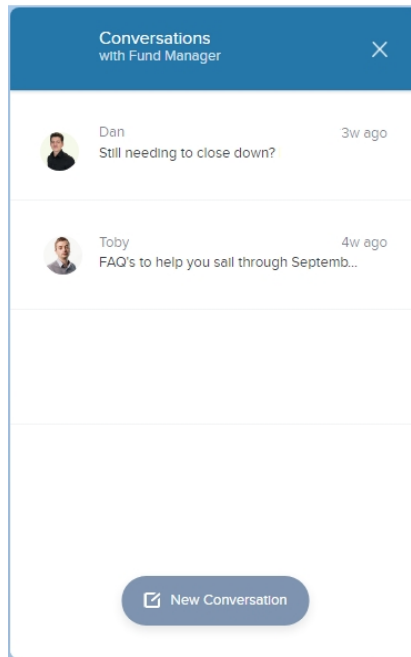 Conversations
with Fund Manager
Dan 3w ago
Still needing to close down?
Toby 4w ago
FAQ's to help you sail through Septemb...
New Conversation